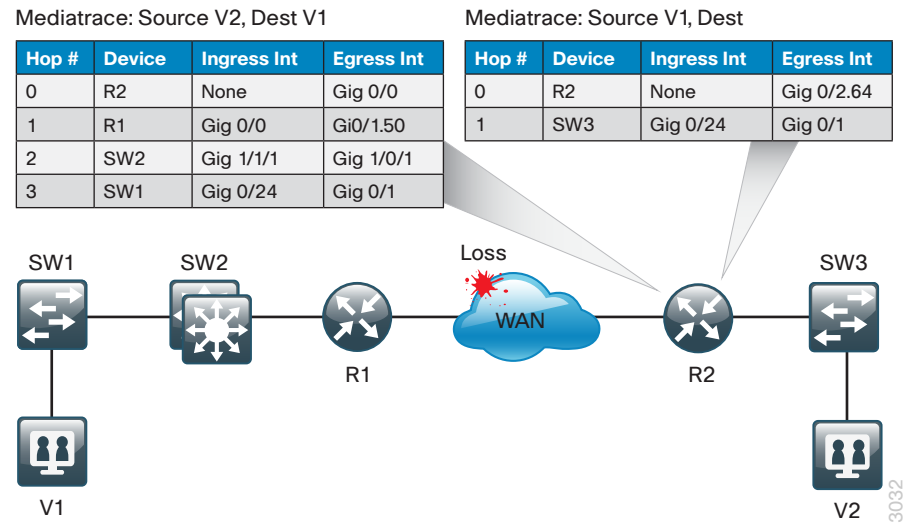 Mediatrace: Source V2, Dest V1
Hop # Device Ingress Int Egress Int
0 R2 None Gig 0/0
1 R1 Gig 0/0 Gi0/1.50
2 SW2 Gig 1/1/1 Gig 1/0/1
3 SW1 Gig 0/24 Gig 0/1
Mediatrace: Source V1, Dest
Hop # Device Ingress Int Egress Int
0 R2 None Gig 0/2.64
1 SW3 Gig 0/24 Gig 0/1
SW1
SW2
Loss
SW3
WAN
R1
R2
V1
V2
3032